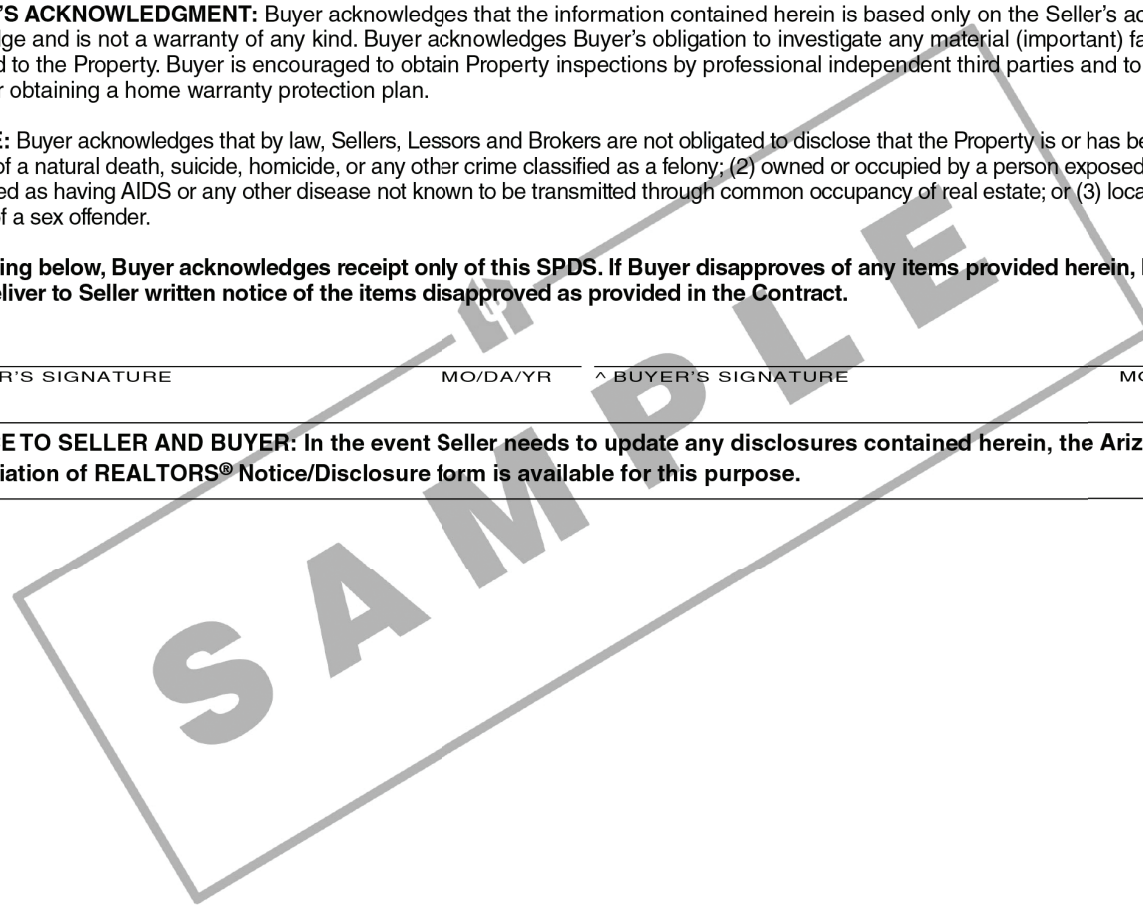 'S ACKNOWLEDGMENT: Buyer acknowledges that the information contained herein is based only on the Seller's ac
ge and is not a warranty of any kind. Buyer acknowledges Buyer's obligation to investigate any material (important) fa
d to the Property. Buyer is encouraged to obtain Property inspections by professional independent third parties and to
r obtaining a home warranty protection plan.
E: Buyer acknowledges that by law, Sellers, Lessors and Brokers are not obligated to disclose that the Property is or has be
of a natural death, suicide, homicide, or any other crime classified as a felony; (2) owned or occupied by a person exposed
ed as having AIDS or any other disease not known to be transmitted through common occupancy of real estate; or (3) loca
f a sex offender.
ing below, Buyer acknowledges receipt only of this SPDS. If Buyer disapproves of any items provided herein,
eliver to Seller written notice of the items disapproved as provided in the Contract.
R'S SIGNATURE MO/DA/YR ^ BUYER'S SIGNATURE MO
E TO SELLER AND BUYER: In the event Seller needs to update any disclosures contained herein, the Ariz
iation of REALTORS® Notice/Disclosure form is available for this purpose.
SAMPLE